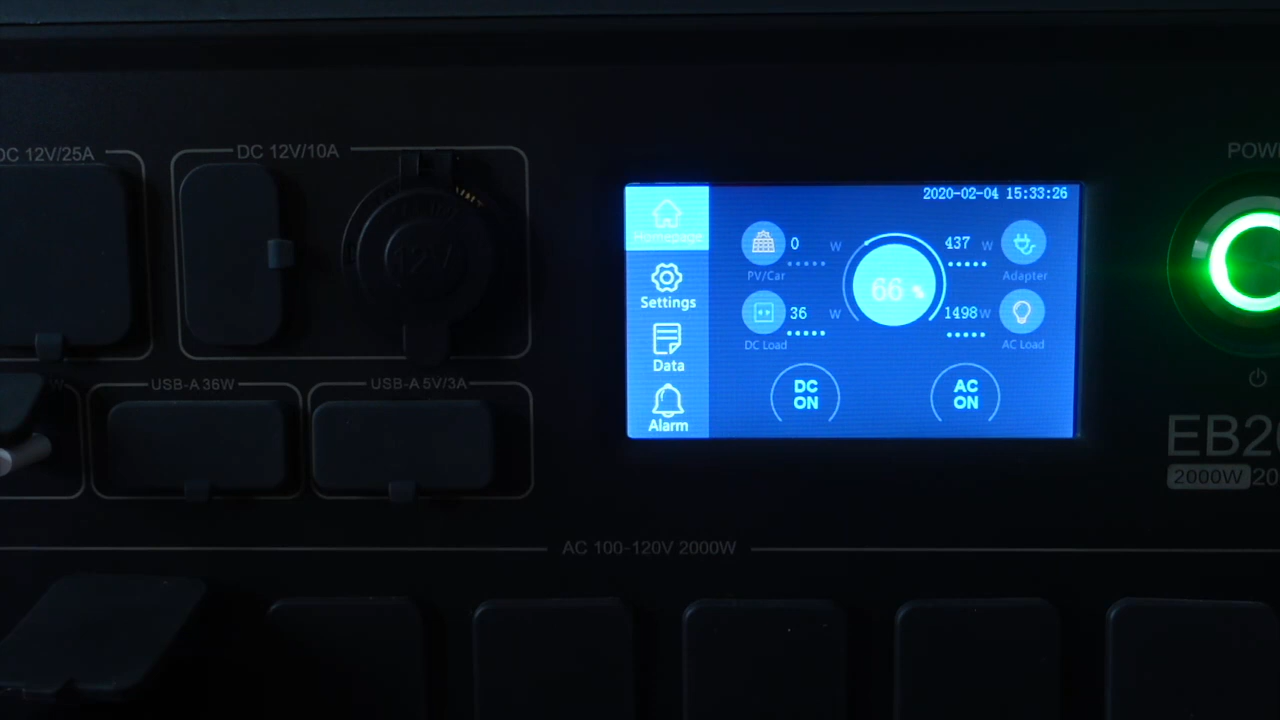 DC 12V/25A
DC 12V/10A
12V
USB-A 36W
USB-A 5V/3A
2020-02-04 15:33:26
Homepage
Settings
Data
Alarm
0 W
PV/Car
437 W
Adapter
66 %
36 W
DC Load
1498 W
AC Load
DC ON
AC ON
POW
EB2
2000W 20
AC 100-120V 2000W